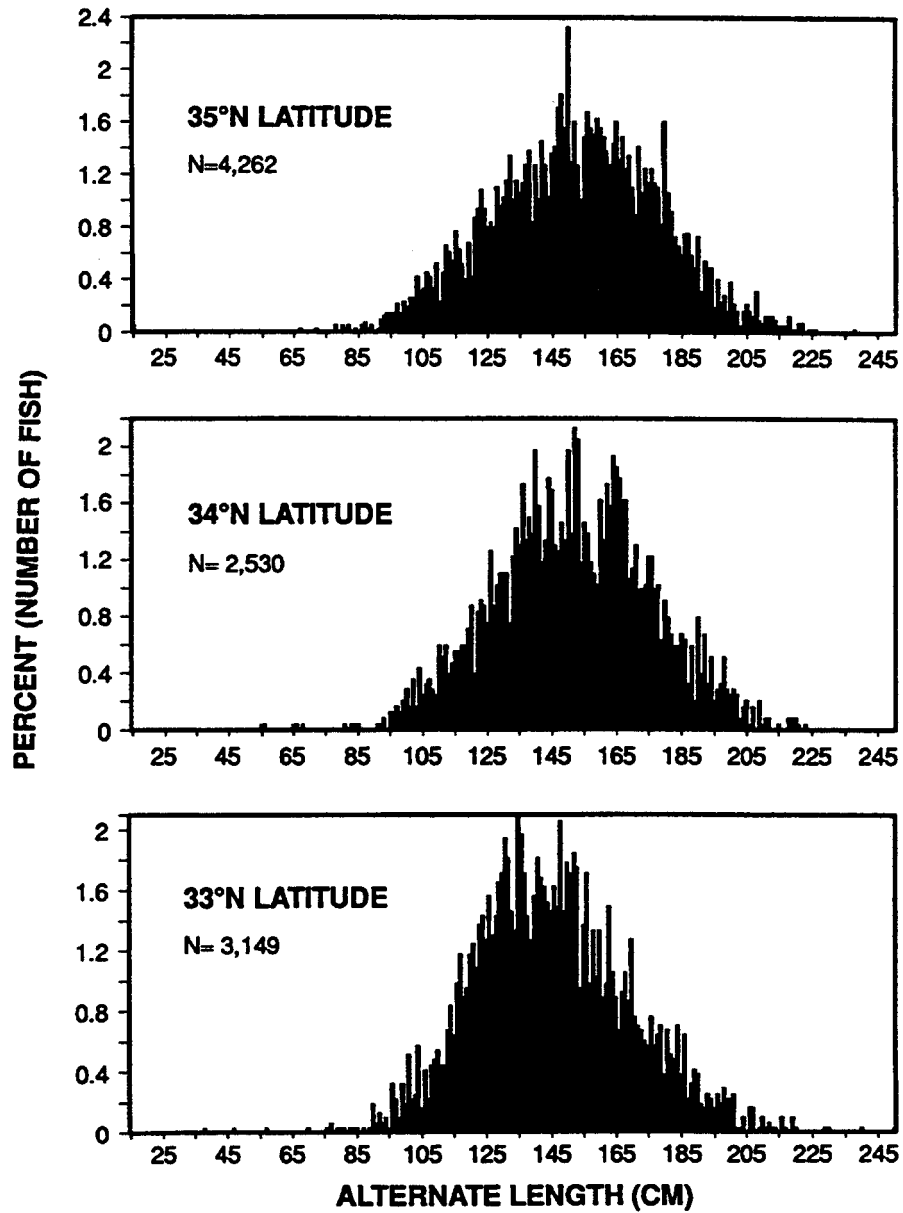 PERCENT (NUMBER OF FISH)
2.4
2
1.6
1.2
0.8
0.4
0
35°N LATITUDE
N=4,262
25 45 65 85 105 125 145 165 185 205 225 245
2
1.6
1.2
0.8
0.4
0
34°N LATITUDE
N= 2,530
25 45 65 85 105 125 145 165 185 205 225 245
2
1.6
1.2
0.8
0.4
0
33°N LATITUDE
N= 3,149
25 45 65 85 105 125 145 165 185 205 225 245
ALTERNATE LENGTH (CM)